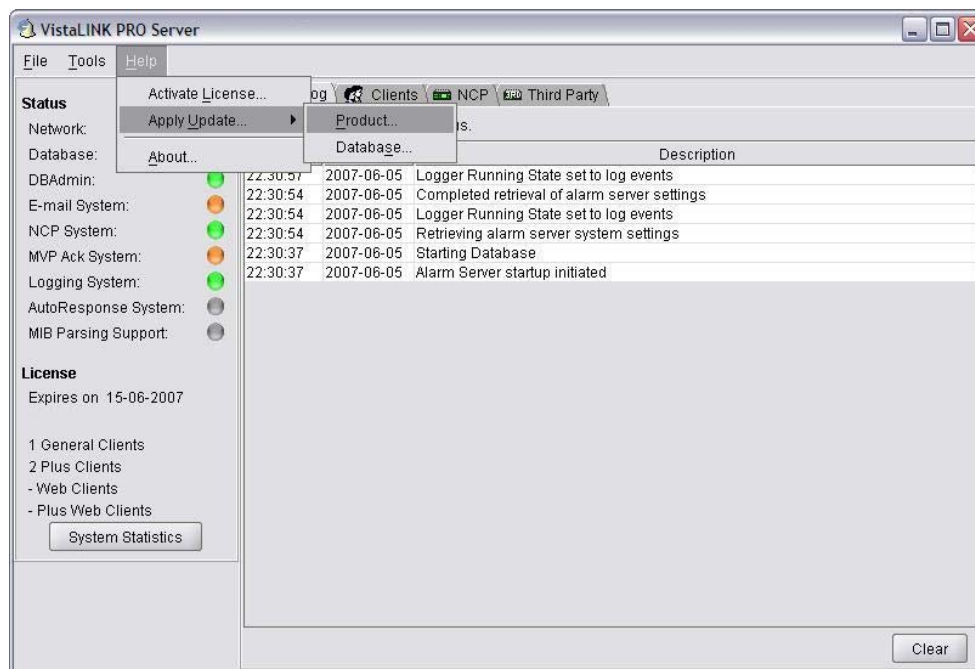 VistaLINK PRO Server
File Tools Help
Activate License...
Apply Update...
About...
Product...
Database...
og Clients NCP Third Party
us.
Description
Status
Network:
Database:
DBAdmin:
E-mail System:
NCP System:
MVP Ack System:
Logging System:
AutoResponse System:
MIB Parsing Support:
License
Expires on 15-06-2007
1 General Clients
2 Plus Clients
- Web Clients
- Plus Web Clients
System Statistics
22:30:57 2007-06-05 Logger Running State set to log events
22:30:54 2007-06-05 Completed retrieval of alarm server settings
22:30:54 2007-06-05 Logger Running State set to log events
22:30:54 2007-06-05 Retrieving alarm server system settings
22:30:37 2007-06-05 Starting Database
22:30:37 2007-06-05 Alarm Server startup initiated
Clear